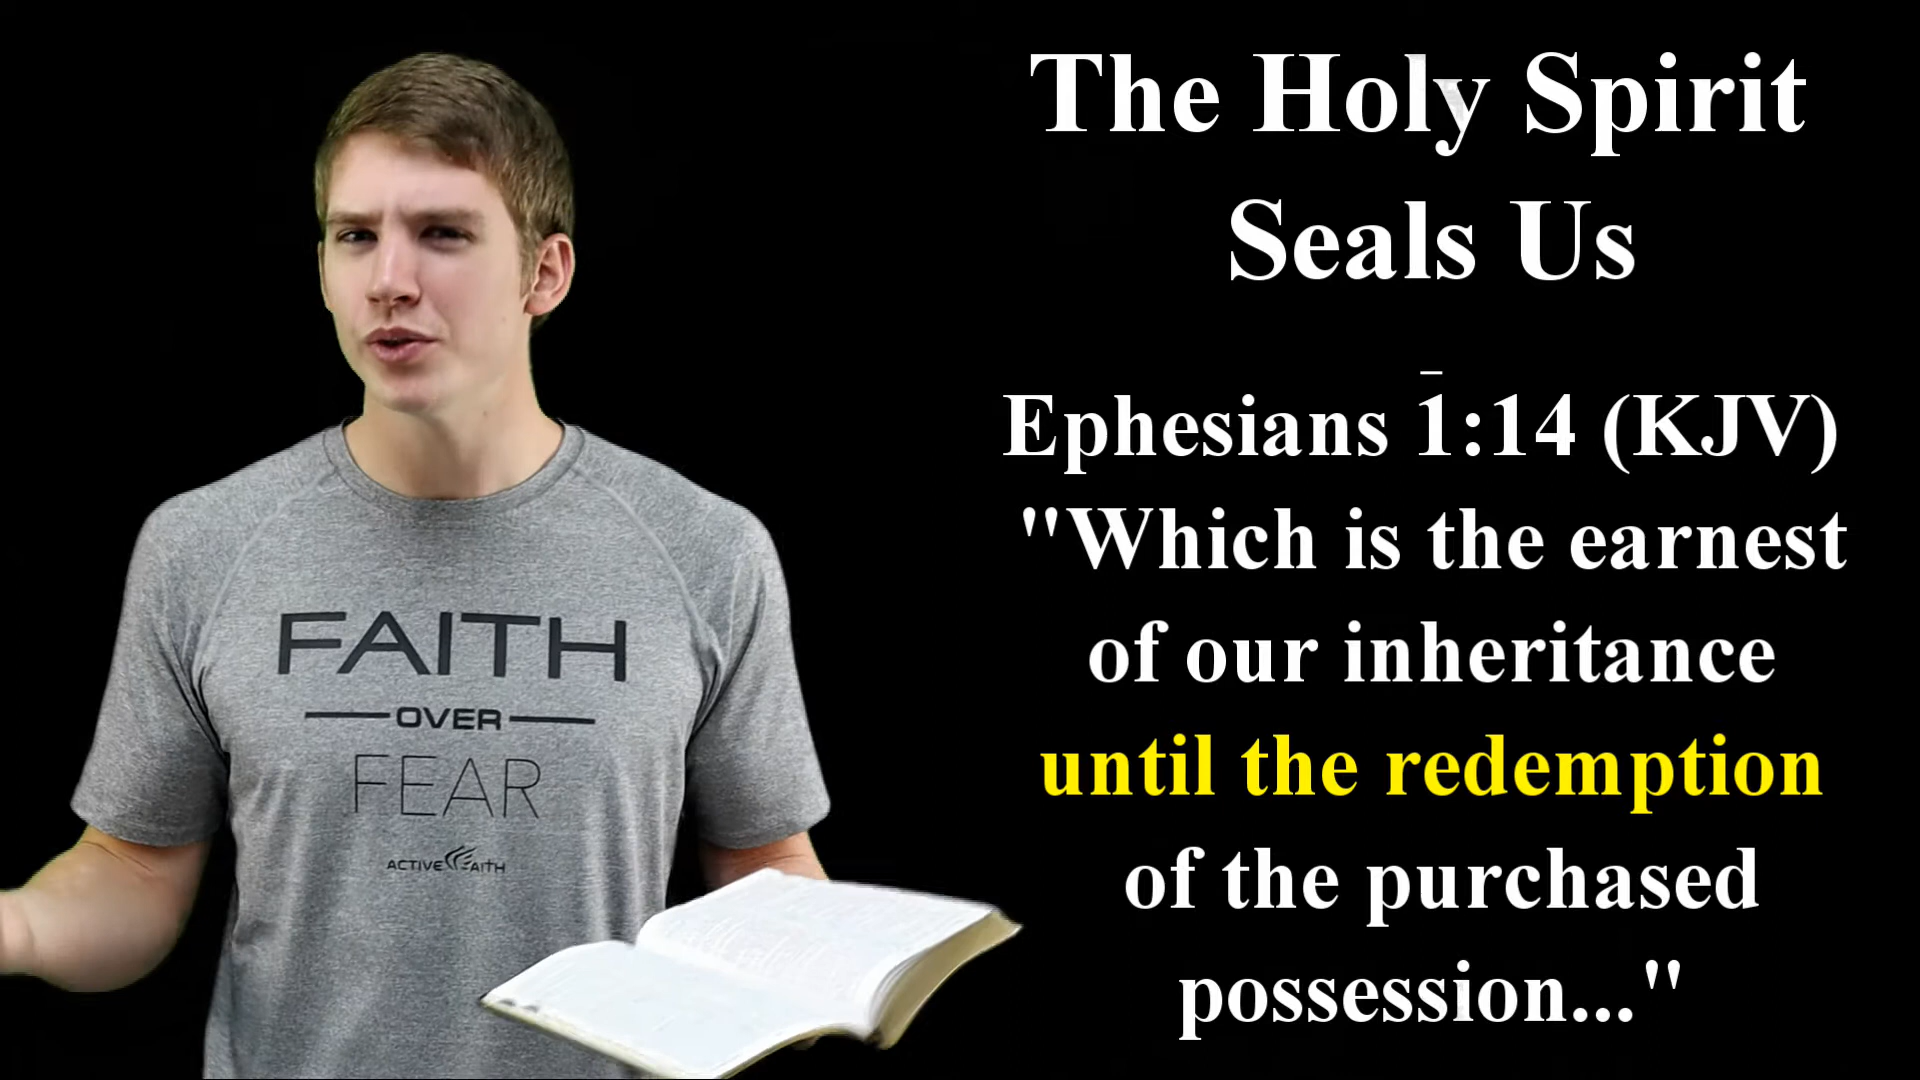 The Holy Spirit
Seals Us
Ephesians 1:14 (KJV)
"Which is the earnest
of our inheritance
until the redemption
of the purchased
possession..."
FAITH
OVER
FEAR
ACTIVE FAITH